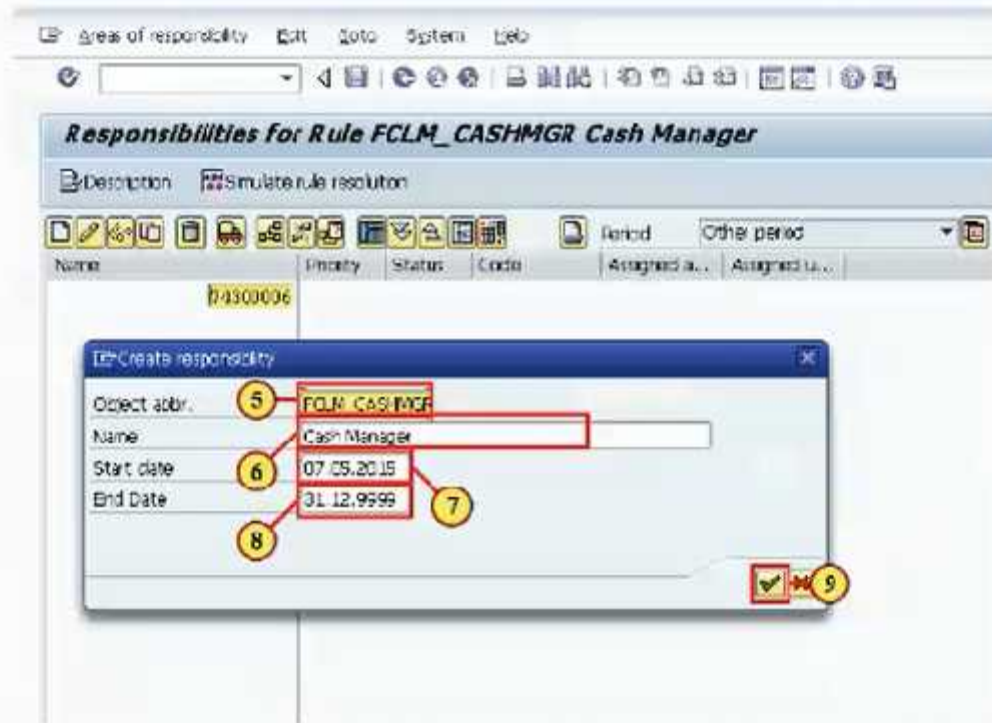 Areas of responsibility Edit Goto System Help
Responsibilities for Rule FCLM_CASHMGR Cash Manager
Description Simulate rule resolution
Period Other period
Name Priority Status Code Assigned a... Assigned u...
74300006
Create responsibility
Object abbr. 5 FCLM_CASHMGR
Name Cash Manager
Start date 6 07.05.2015 7
End Date 31.12.9999
8
9